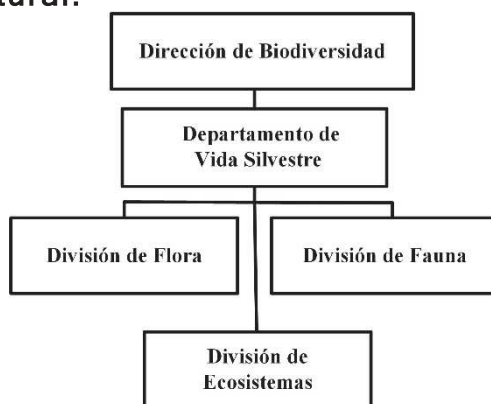 Dirección de Biodiversidad
Departamento de
Vida Silvestre
División de Flora
División de Fauna
División de
Ecosistemas